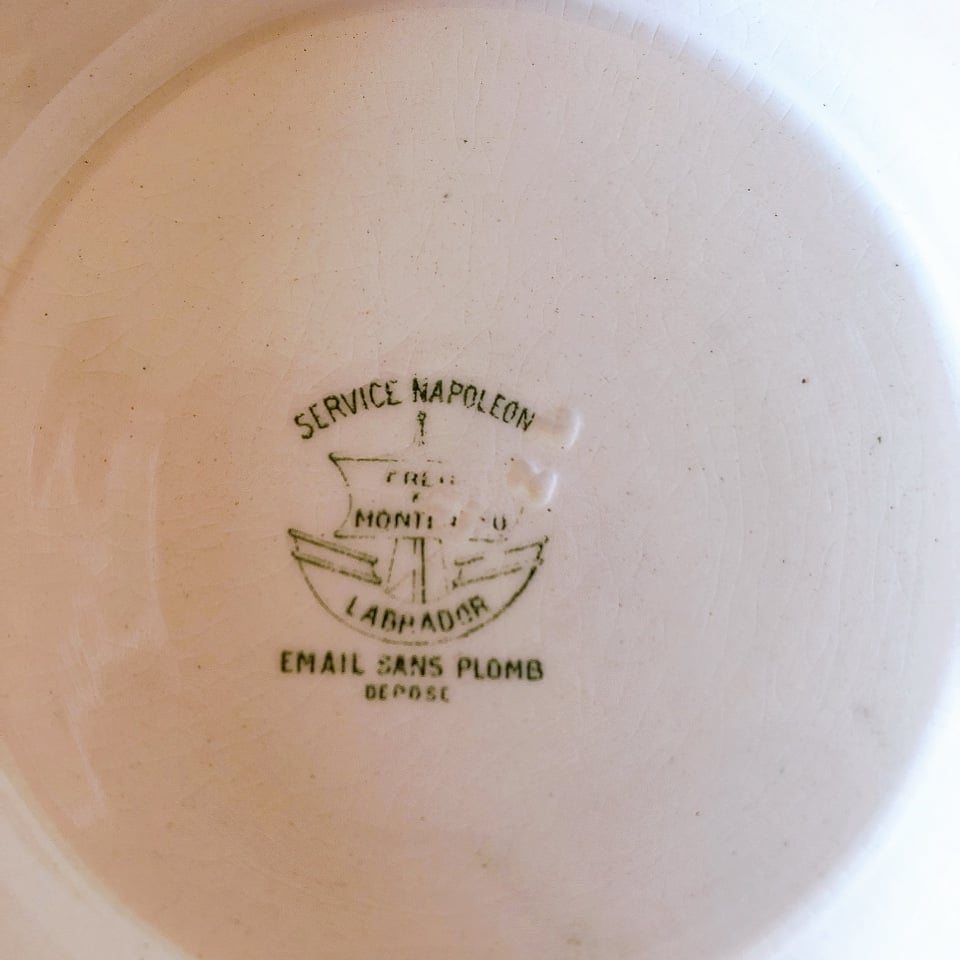 SERVICE NAPOLEON
LABRADOR
EMAIL SANS PLOMB
DEPOSE